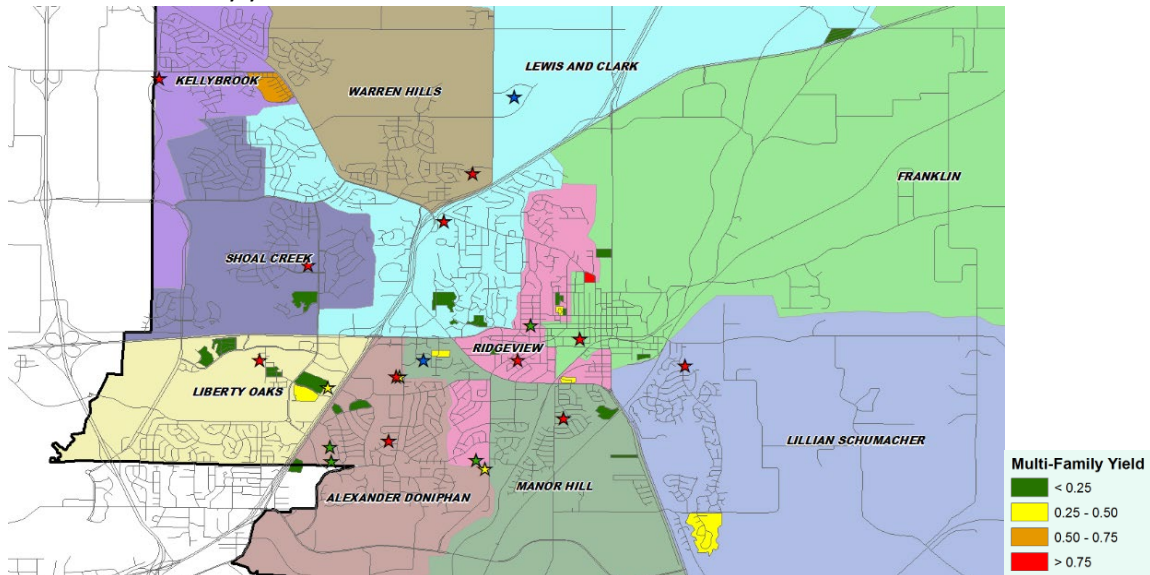 LEWIS AND CLARK
KELLYBROOK
WARREN HILLS
FRANKLIN
SHOAL CREEK
RIDGEVIEW
LIBERTY OAKS
LILLIAN SCHUMACHER
MANOR HILL
ALEXANDER DONIPHAN
Multi-Family Yield
< 0.25
0.25 - 0.50
0.50 - 0.75
> 0.75